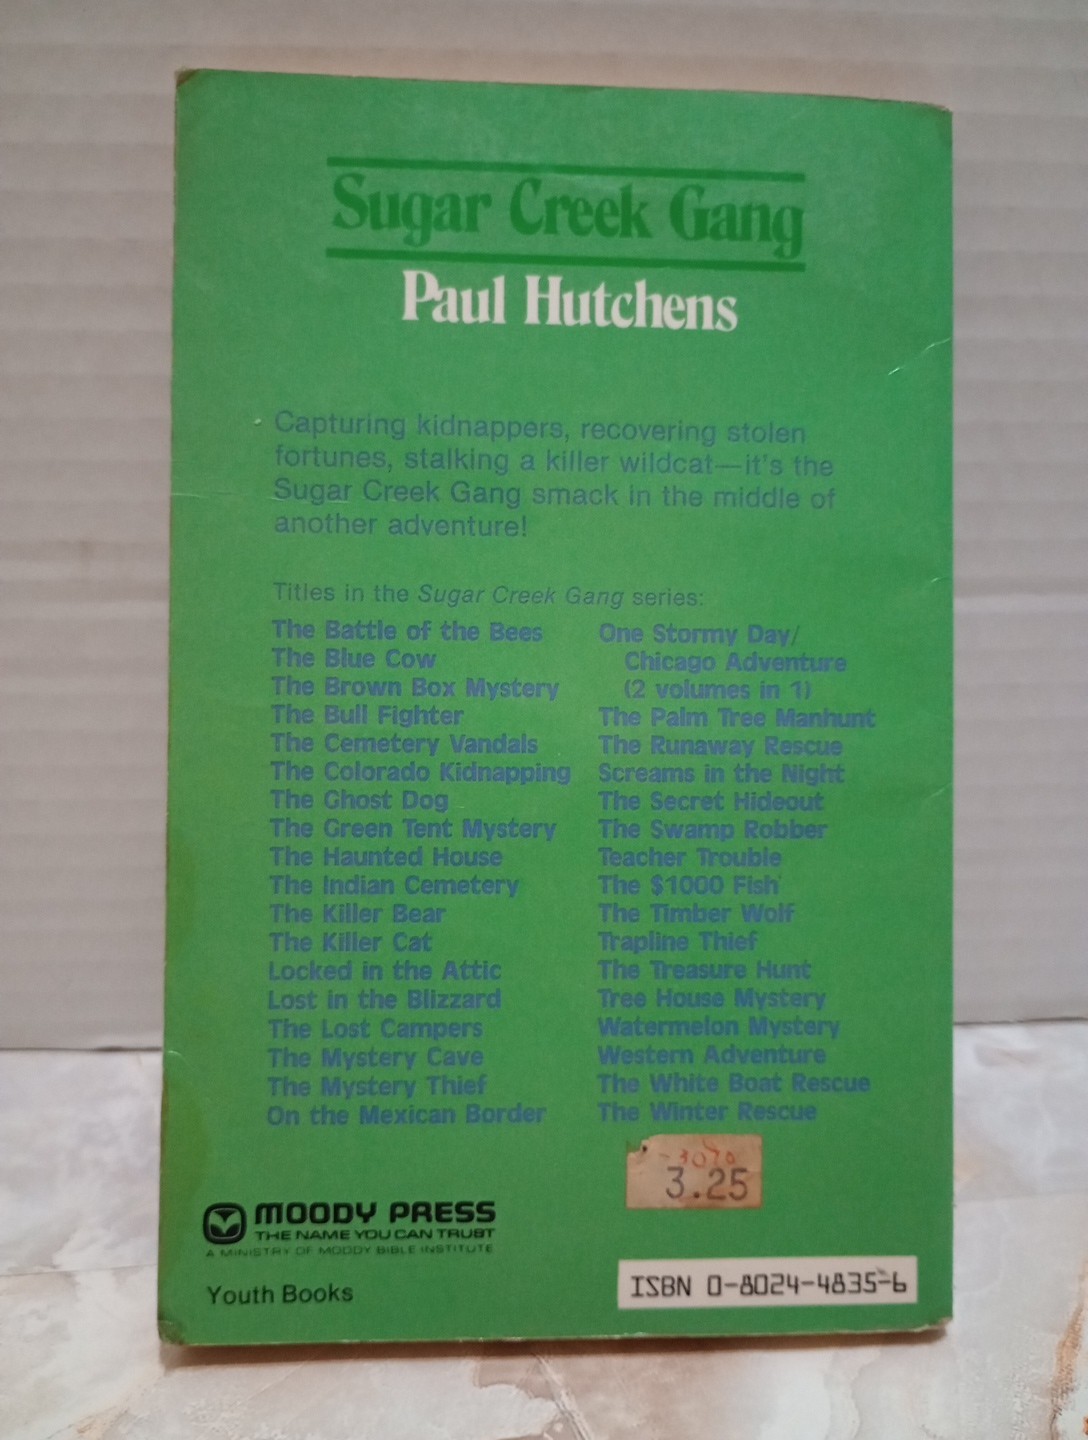 Sugar Creek Gang
Paul Hutchens
Capturing kidnappers, recovering stolen
fortunes, stalking a killer wildcat—it's the
Sugar Creek Gang smack in the middle of
another adventure!
Titles in the Sugar Creek Gang series:
The Battle of the Bees
The Blue Cow
The Brown Box Mystery
The Bull Fighter
The Cemetery Vandals
The Colorado Kidnapping
The Ghost Dog
The Green Tent Mystery
The Haunted House
The Indian Cemetery
The Killer Bear
The Killer Cat
Locked in the Attic
Lost in the Blizzard
The Lost Campers
The Mystery Cave
The Mystery Thief
On the Mexican Border
One Stormy Day/
Chicago Adventure
(2 volumes in 1)
The Palm Tree Manhunt
The Runaway Rescue
Screams in the Night
The Secret Hideout
The Swamp Robber
Teacher Trouble
The $1000 Fish
The Timber Wolf
Trapline Thief
The Treasure Hunt
Tree House Mystery
Watermelon Mystery
Western Adventure
The White Boat Rescue
The Winter Rescue
3.25
MOODY PRESS
THE NAME YOU CAN TRUST
A MINISTRY OF MOODY BIBLE INSTITUTE
Youth Books
ISBN 0-8024-4835-6